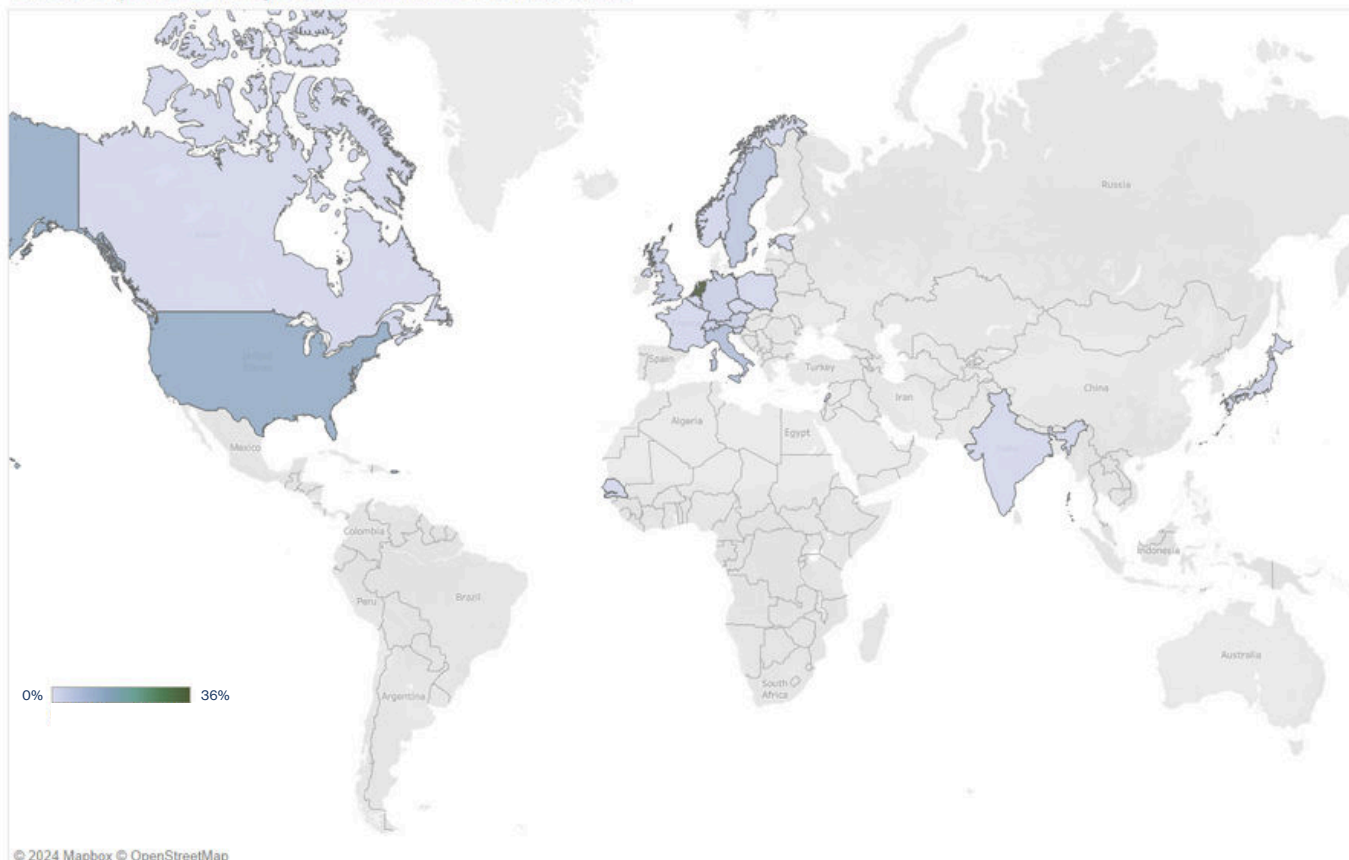 Russia
Spain
Turkey
China
Iran
Algeria
Egypt
Mexico
Colombia
Indonesia
Peru
Brazil
Australia
South
Africa
Argentina
0%
36%
© 2024 Mapbox © OpenStreetMap